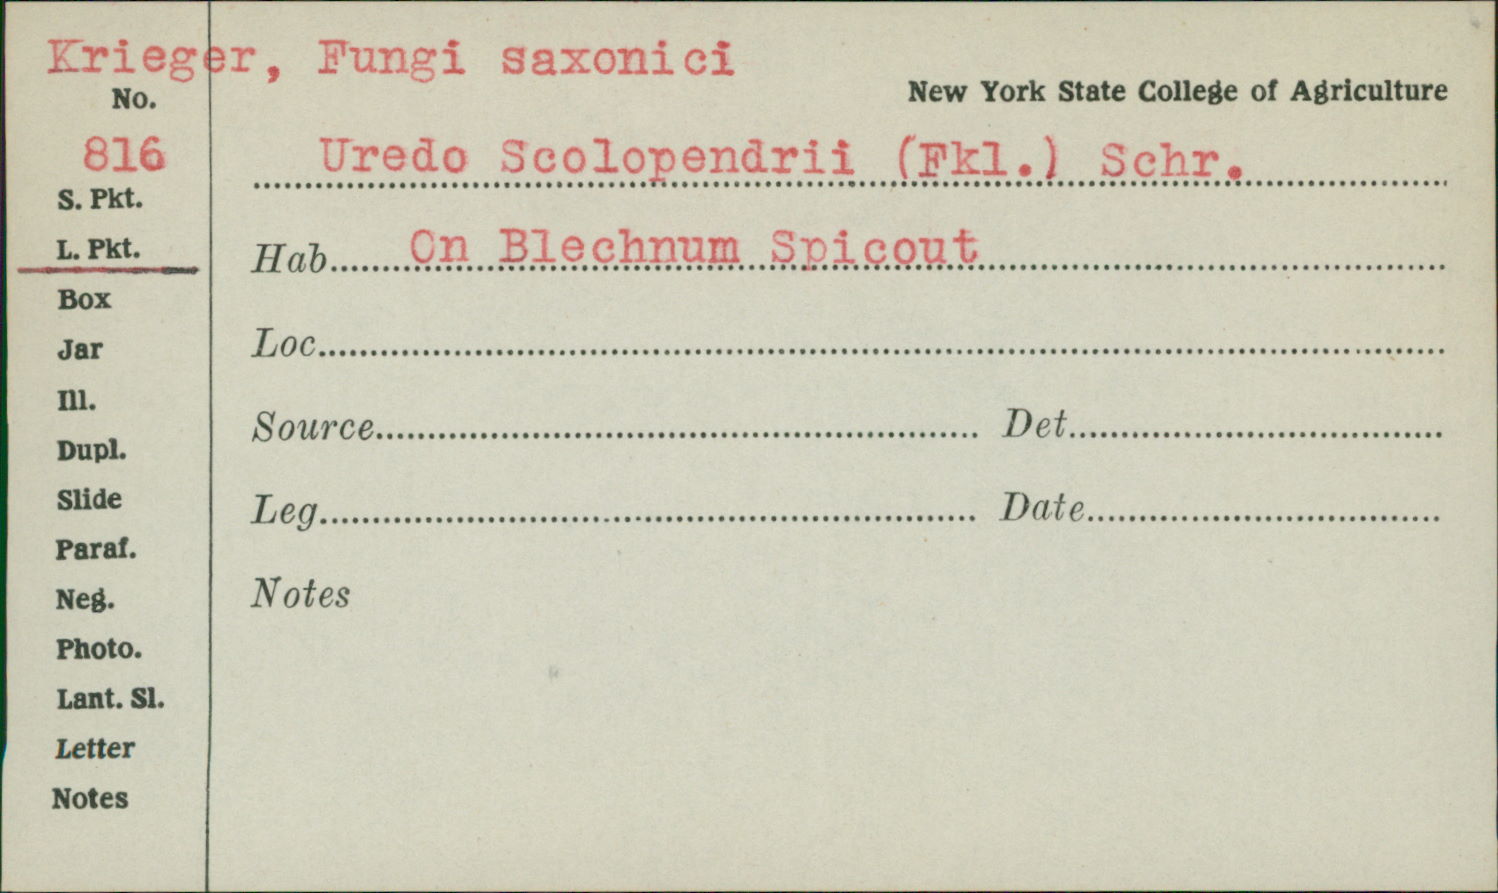 Krieger, Fungi saxonici
No.
New York State College of Agriculture
816
Uredo Scolopendrii (Fkl.) Schr.
S. Pkt.
L. Pkt.
Hab. On Blechnum Spicout
Box
Jar
Loc.
Ill.
Source Det.
Dupl.
Slide
Leg. Date
Paraf.
Neg.
Notes
Photo.
Lant. Sl.
Letter
Notes